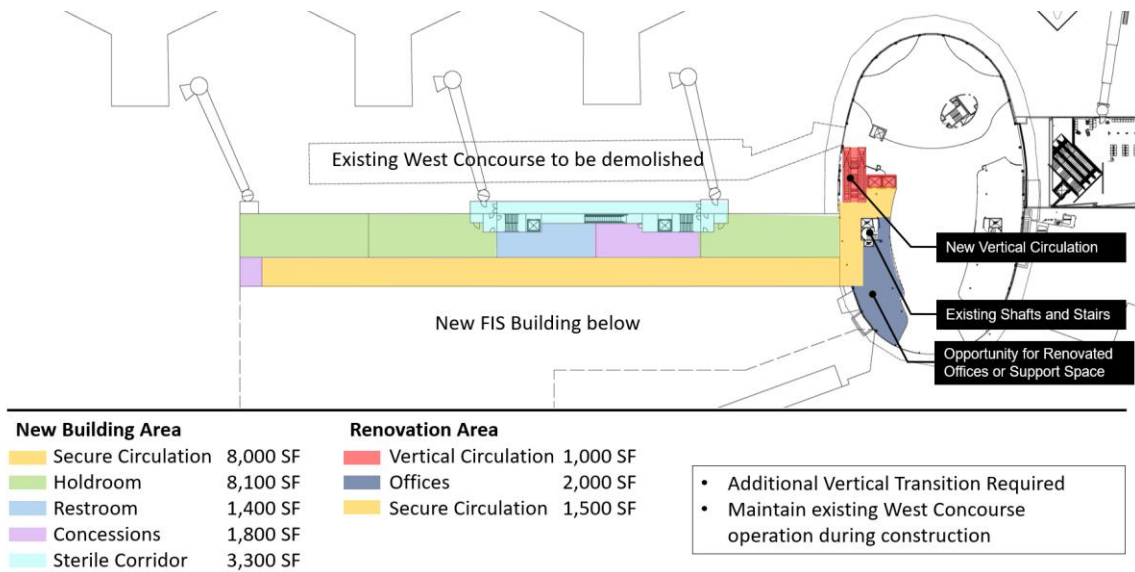 Existing West Concourse to be demolished
New Vertical Circulation
New FIS Building below
Existing Shafts and Stairs
Opportunity for Renovated
Offices or Support Space
New Building Area
Secure Circulation 8,000 SF
Holdroom 8,100 SF
Restroom 1,400 SF
Concessions 1,800 SF
Sterile Corridor 3,300 SF
Renovation Area
Vertical Circulation 1,000 SF
Offices 2,000 SF
Secure Circulation 1,500 SF
• Additional Vertical Transition Required
• Maintain existing West Concourse
operation during construction